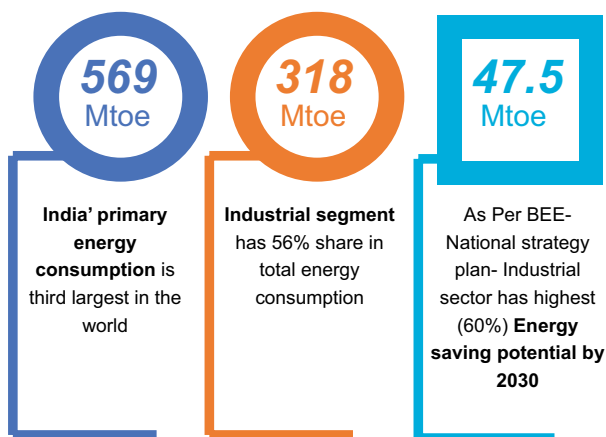 569
Mtoe
India' primary
energy
consumption is
third largest in the
world
318
Mtoe
Industrial segment
has 56% share in
total energy
consumption
47.5
Mtoe
As Per BEE-
National strategy
plan- Industrial
sector has highest
(60%) Energy
saving potential by
2030